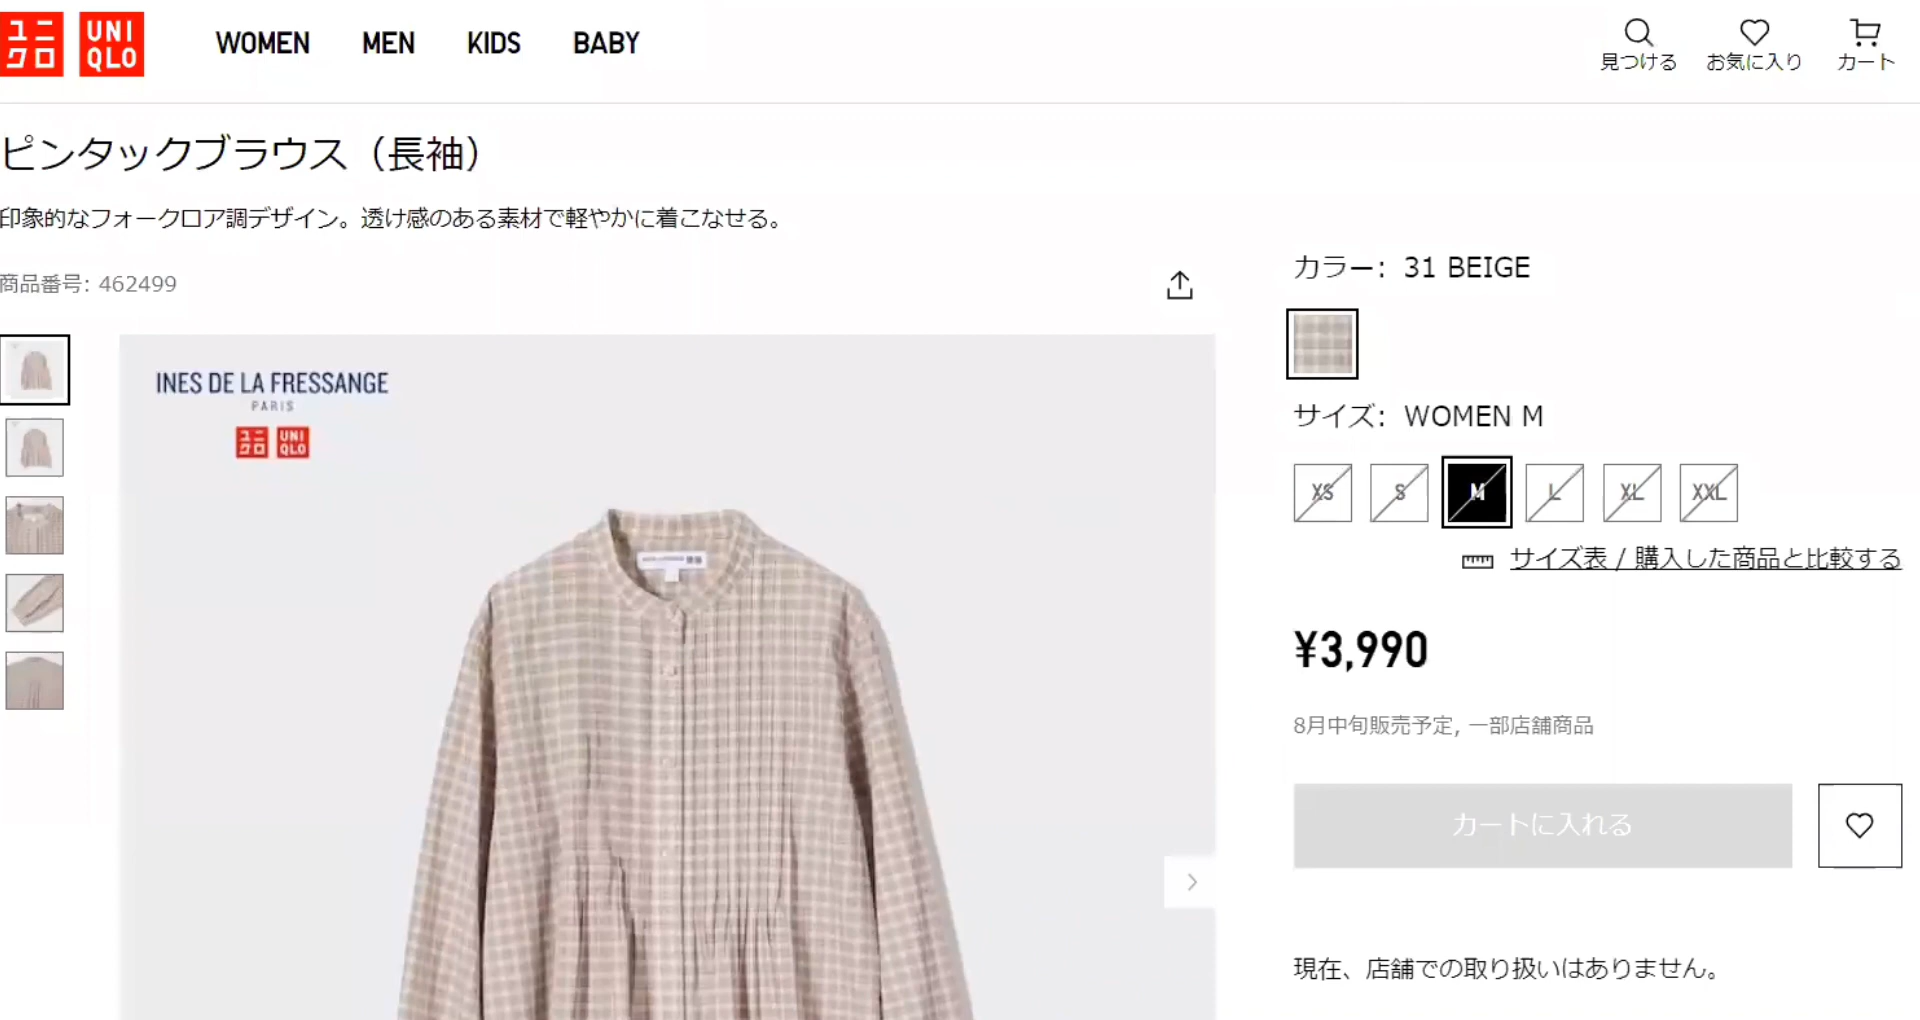 ユニクロ UNIQLO WOMEN MEN KIDS BABY 見つける お気に入り カート
ピンタックブラウス（長袖）
印象的なフォークロア調デザイン。透け感のある素材で軽やかに着こなせる。
商品番号: 462499
INES DE LA FRESSANGE
PARIS
ユニクロ UNIQLO
カラー: 31 BEIGE
サイズ: WOMEN M
XS S M L XL XXL
サイズ表 / 購入した商品と比較する
¥3,990
8月中旬販売予定, 一部店舗商品
カートに入れる
現在、店舗での取り扱いはありません。